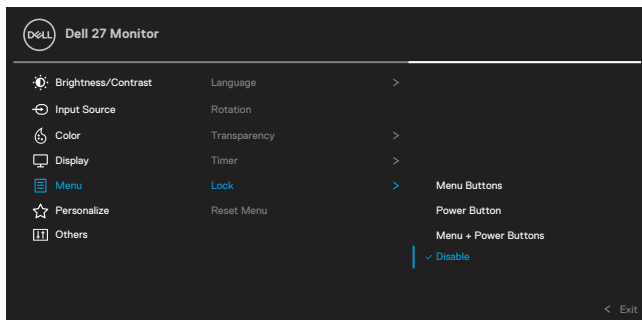 DELL Dell 27 Monitor
Brightness/Contrast Language >
Input Source Rotation
Color Transparency >
Display Timer >
Menu Lock > Menu Buttons
Personalize Reset Menu Power Button
Others Menu + Power Buttons
✓ Disable
< Exit